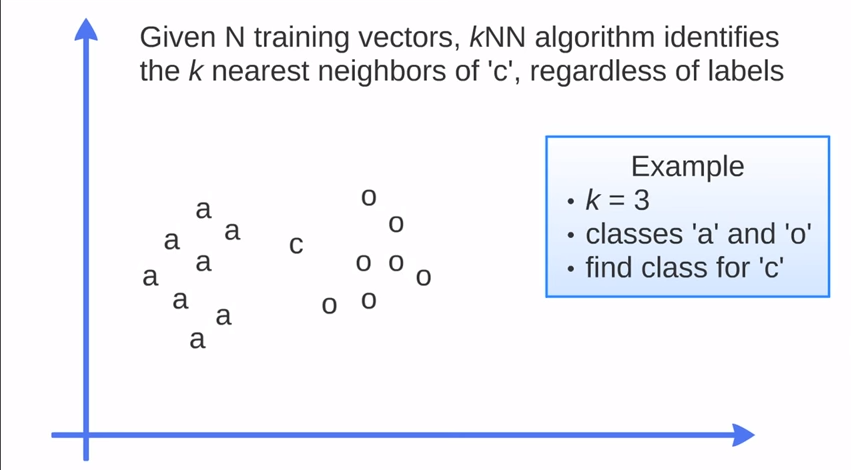 Given N training vectors, kNN algorithm identifies
the k nearest neighbors of 'c', regardless of labels
Example
• k = 3
• classes 'a' and 'o'
• find class for 'c'
o
a
o
a
a
c
a
o o
a
o
a
o
o
a
a